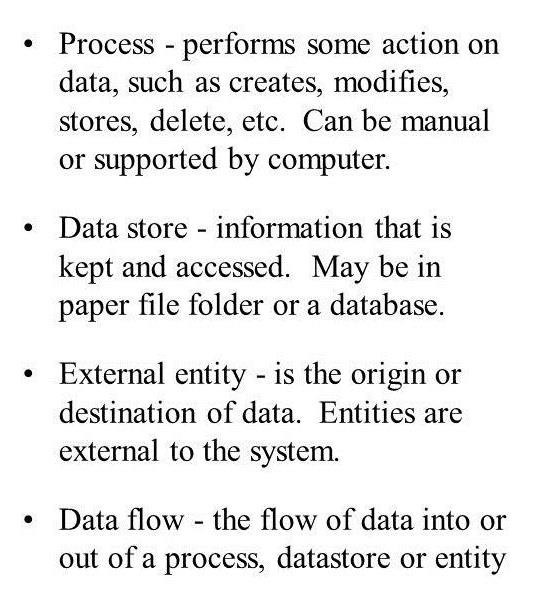 • Process - performs some action on
data, such as creates, modifies,
stores, delete, etc.  Can be manual
or supported by computer.
• Data store - information that is
kept and accessed.  May be in
paper file folder or a database.
• External entity - is the origin or
destination of data.  Entities are
external to the system.
• Data flow - the flow of data into or
out of a process, datastore or entity